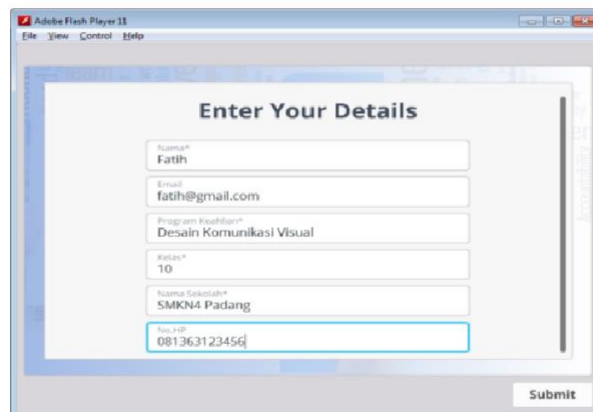 Adobe Flash Player 11
File View Control Help
Enter Your Details
Nama*
Fatih
Email
fatih@gmail.com
Program Keahlian*
Desain Komunikasi Visual
Kelas*
10
Nama Sekolah*
SMKN4 Padang
No.HP
081363123456
Submit